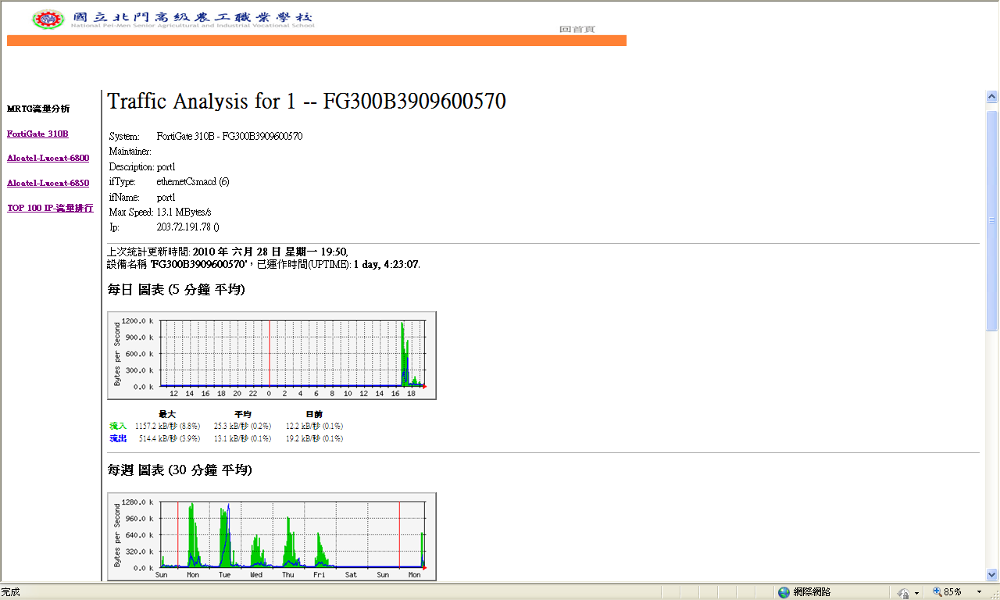 國立北門高級農工職業學校
National Pei-Men Senior Agricultural and Industrial Vocational School
回首頁
MRTG流量分析
FortiGate 310B
Alcatel-Lucent-6800
Alcatel-Lucent-6850
TOP 100 IP-流量排行
Traffic Analysis for 1 -- FG300B3909600570
System: FortiGate 310B - FG300B3909600570
Maintainer:
Description: port1
ifType: ethernetCsmacd (6)
ifName: port1
Max Speed: 13.1 MBytes/s
Ip: 203.72.191.78 ()
上次統計更新時間: 2010 年 六月 28 日 星期一 19:50,
設備名稱 'FG300B3909600570'，已運作時間(UPTIME): 1 day, 4:23:07.
每日 圖表 (5 分鐘 平均)
Bytes per Second
1200.0 k
900.0 k
600.0 k
300.0 k
0.0 k
12 14 16 18 20 22 0 2 4 6 8 10 12 14 16 18
最大 平均 目前
流入 1157.2 kB/秒 (8.8%) 25.3 kB/秒 (0.2%) 12.2 kB/秒 (0.1%)
流出 514.4 kB/秒 (3.9%) 13.1 kB/秒 (0.1%) 19.2 kB/秒 (0.1%)
每週 圖表 (30 分鐘 平均)
Bytes per Second
1280.0 k
960.0 k
640.0 k
320.0 k
0.0 k
Sun Mon Tue Wed Thu Fri Sat Sun Mon
完成 網際網路 85%